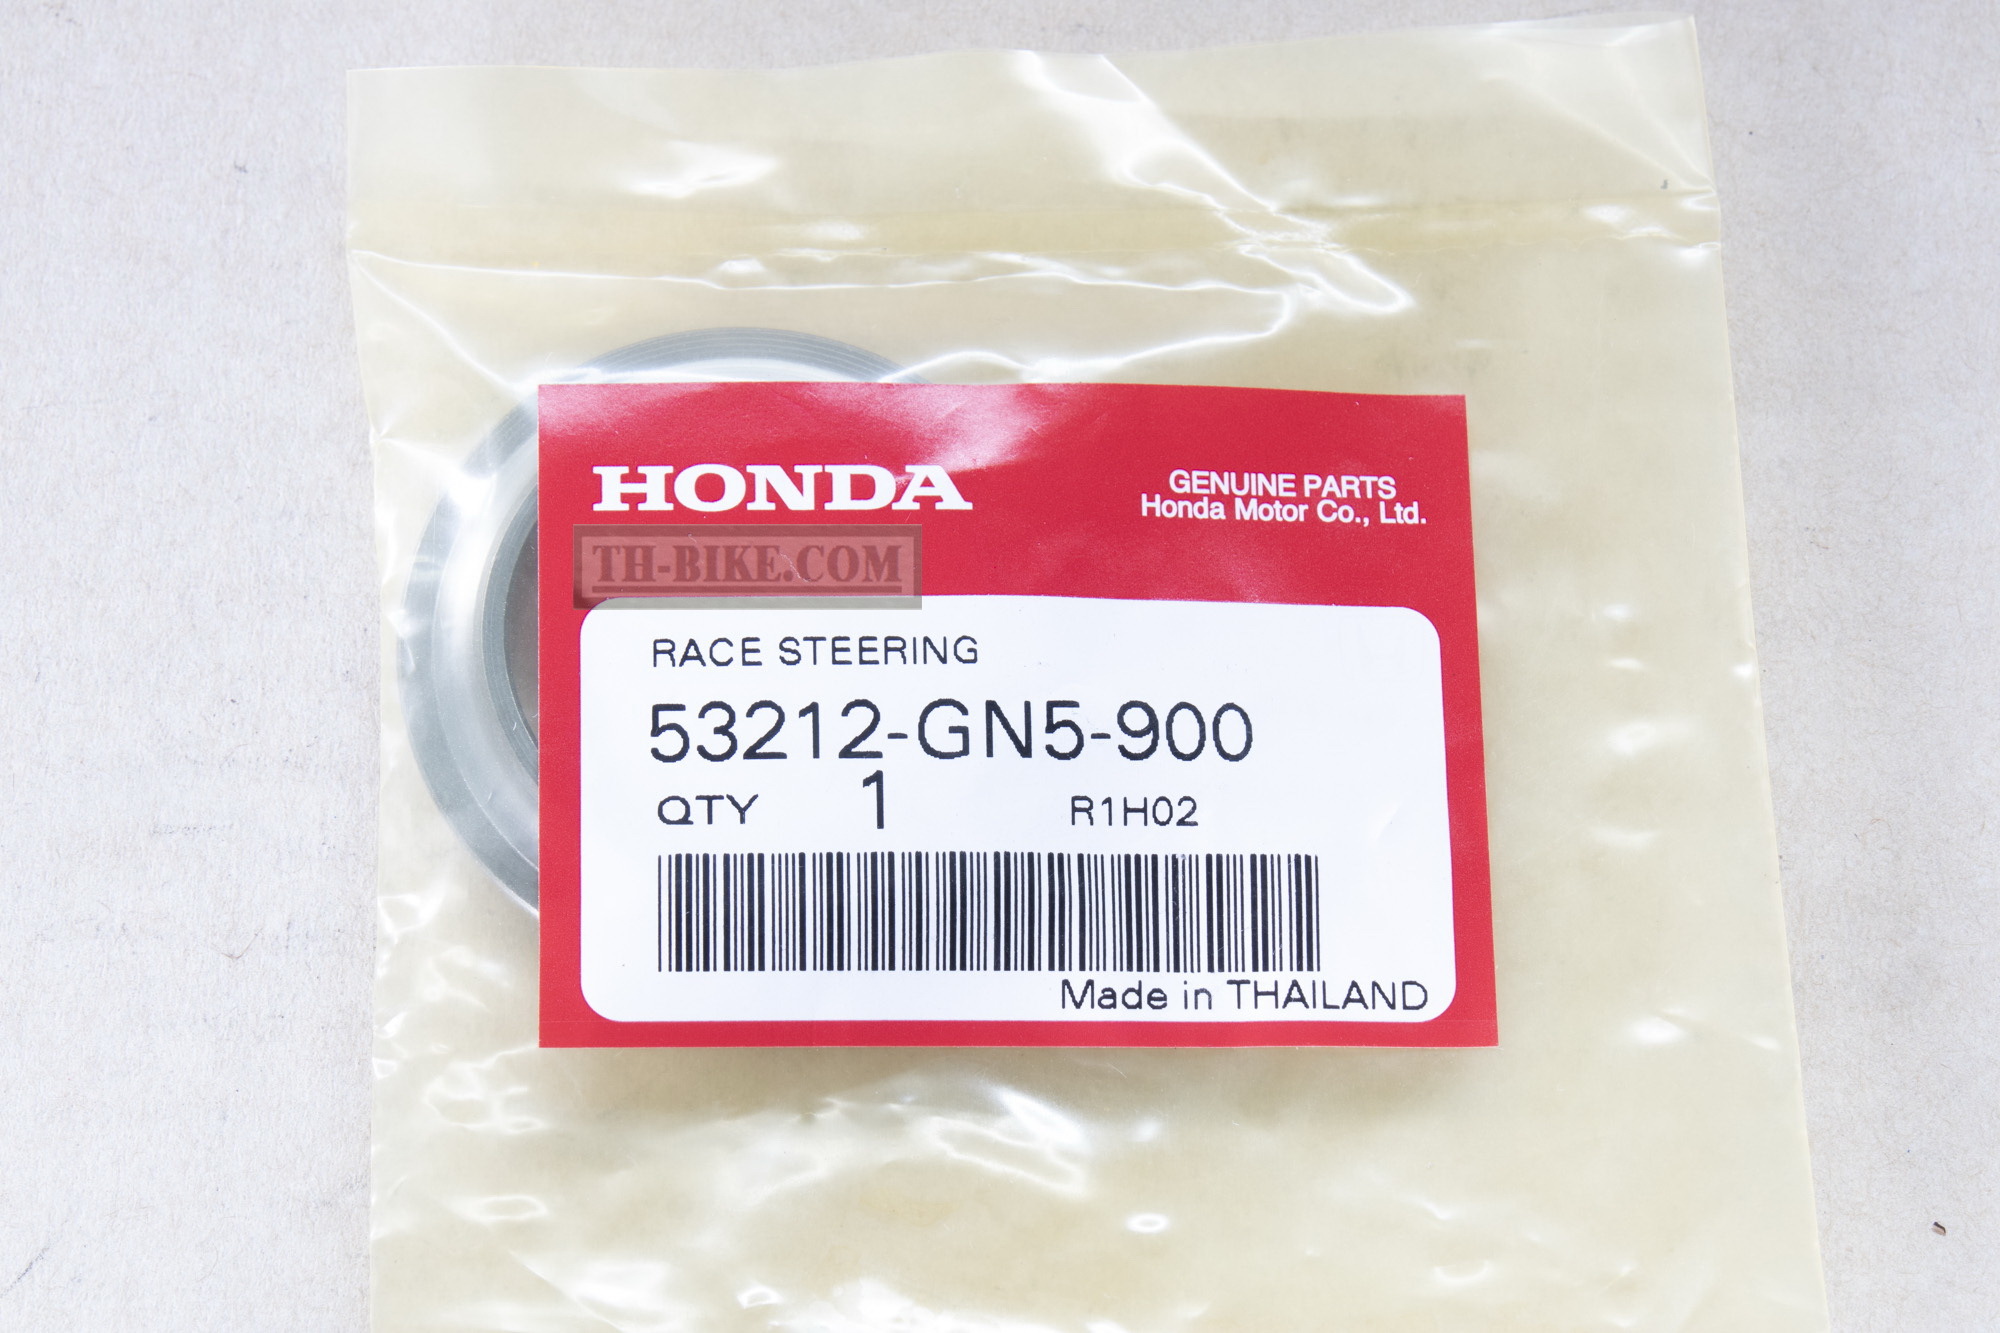 HONDA
GENUINE PARTS
Honda Motor Co., Ltd.
TH-BIKE.COM
RACE STEERING
53212-GN5-900
QTY 1 R1H02
Made in THAILAND